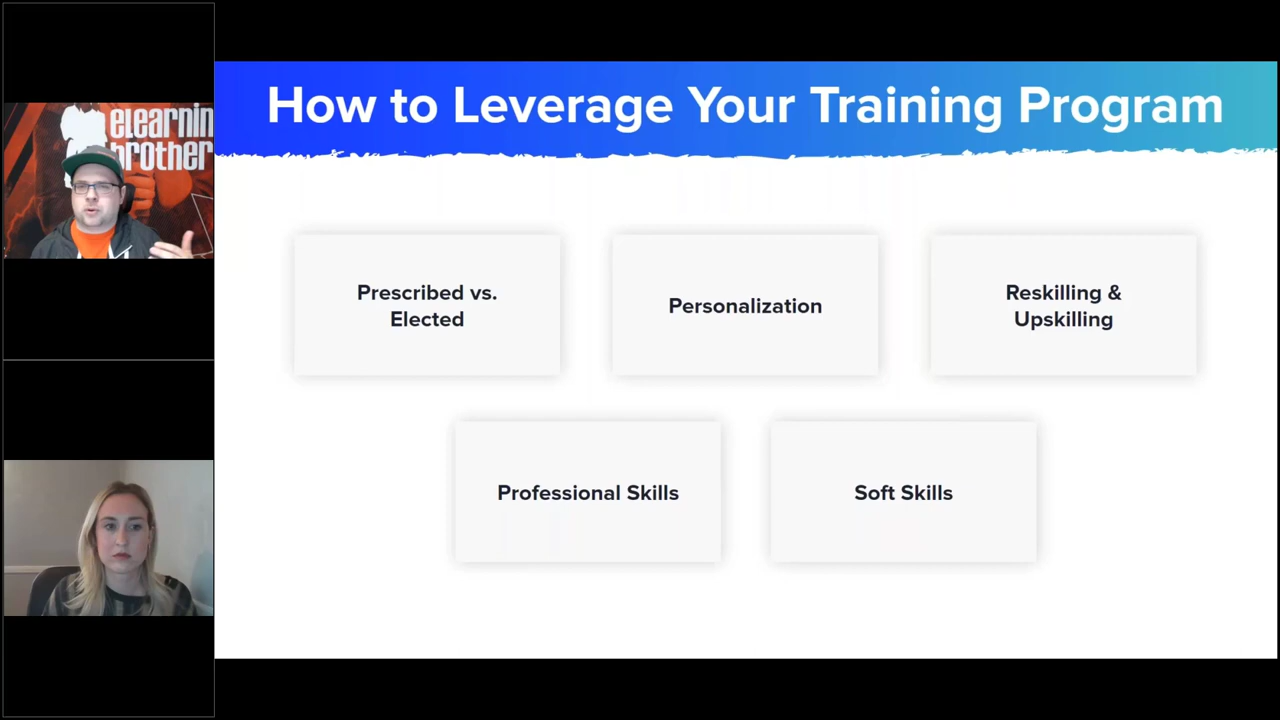 elearnin
brother
How to Leverage Your Training Program
Prescribed vs.
Elected
Personalization
Reskilling &
Upskilling
Professional Skills
Soft Skills